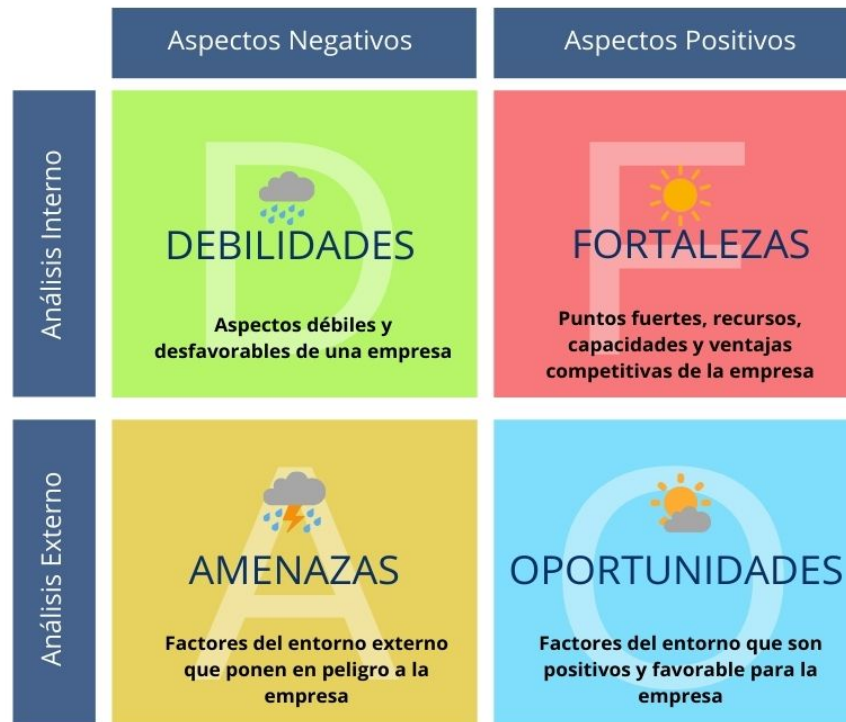 Aspectos Negativos
Aspectos Positivos
Análisis Interno
D
DEBILIDADES
Aspectos débiles y
desfavorables de una empresa
F
FORTALEZAS
Puntos fuertes, recursos,
capacidades y ventajas
competitivas de la empresa
Análisis Externo
A
AMENAZAS
Factores del entorno externo
que ponen en peligro a la
empresa
O
OPORTUNIDADES
Factores del entorno que son
positivos y favorable para la
empresa